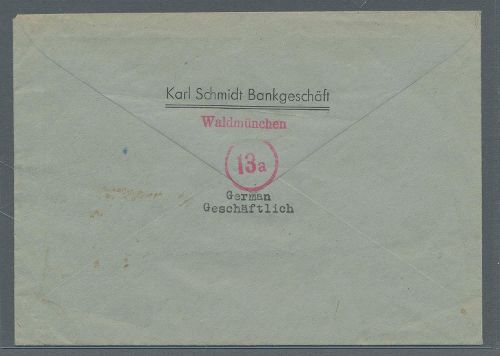 Karl Schmidt Bankgeschäft
Waldmünchen
13a
German
Geschäftlich